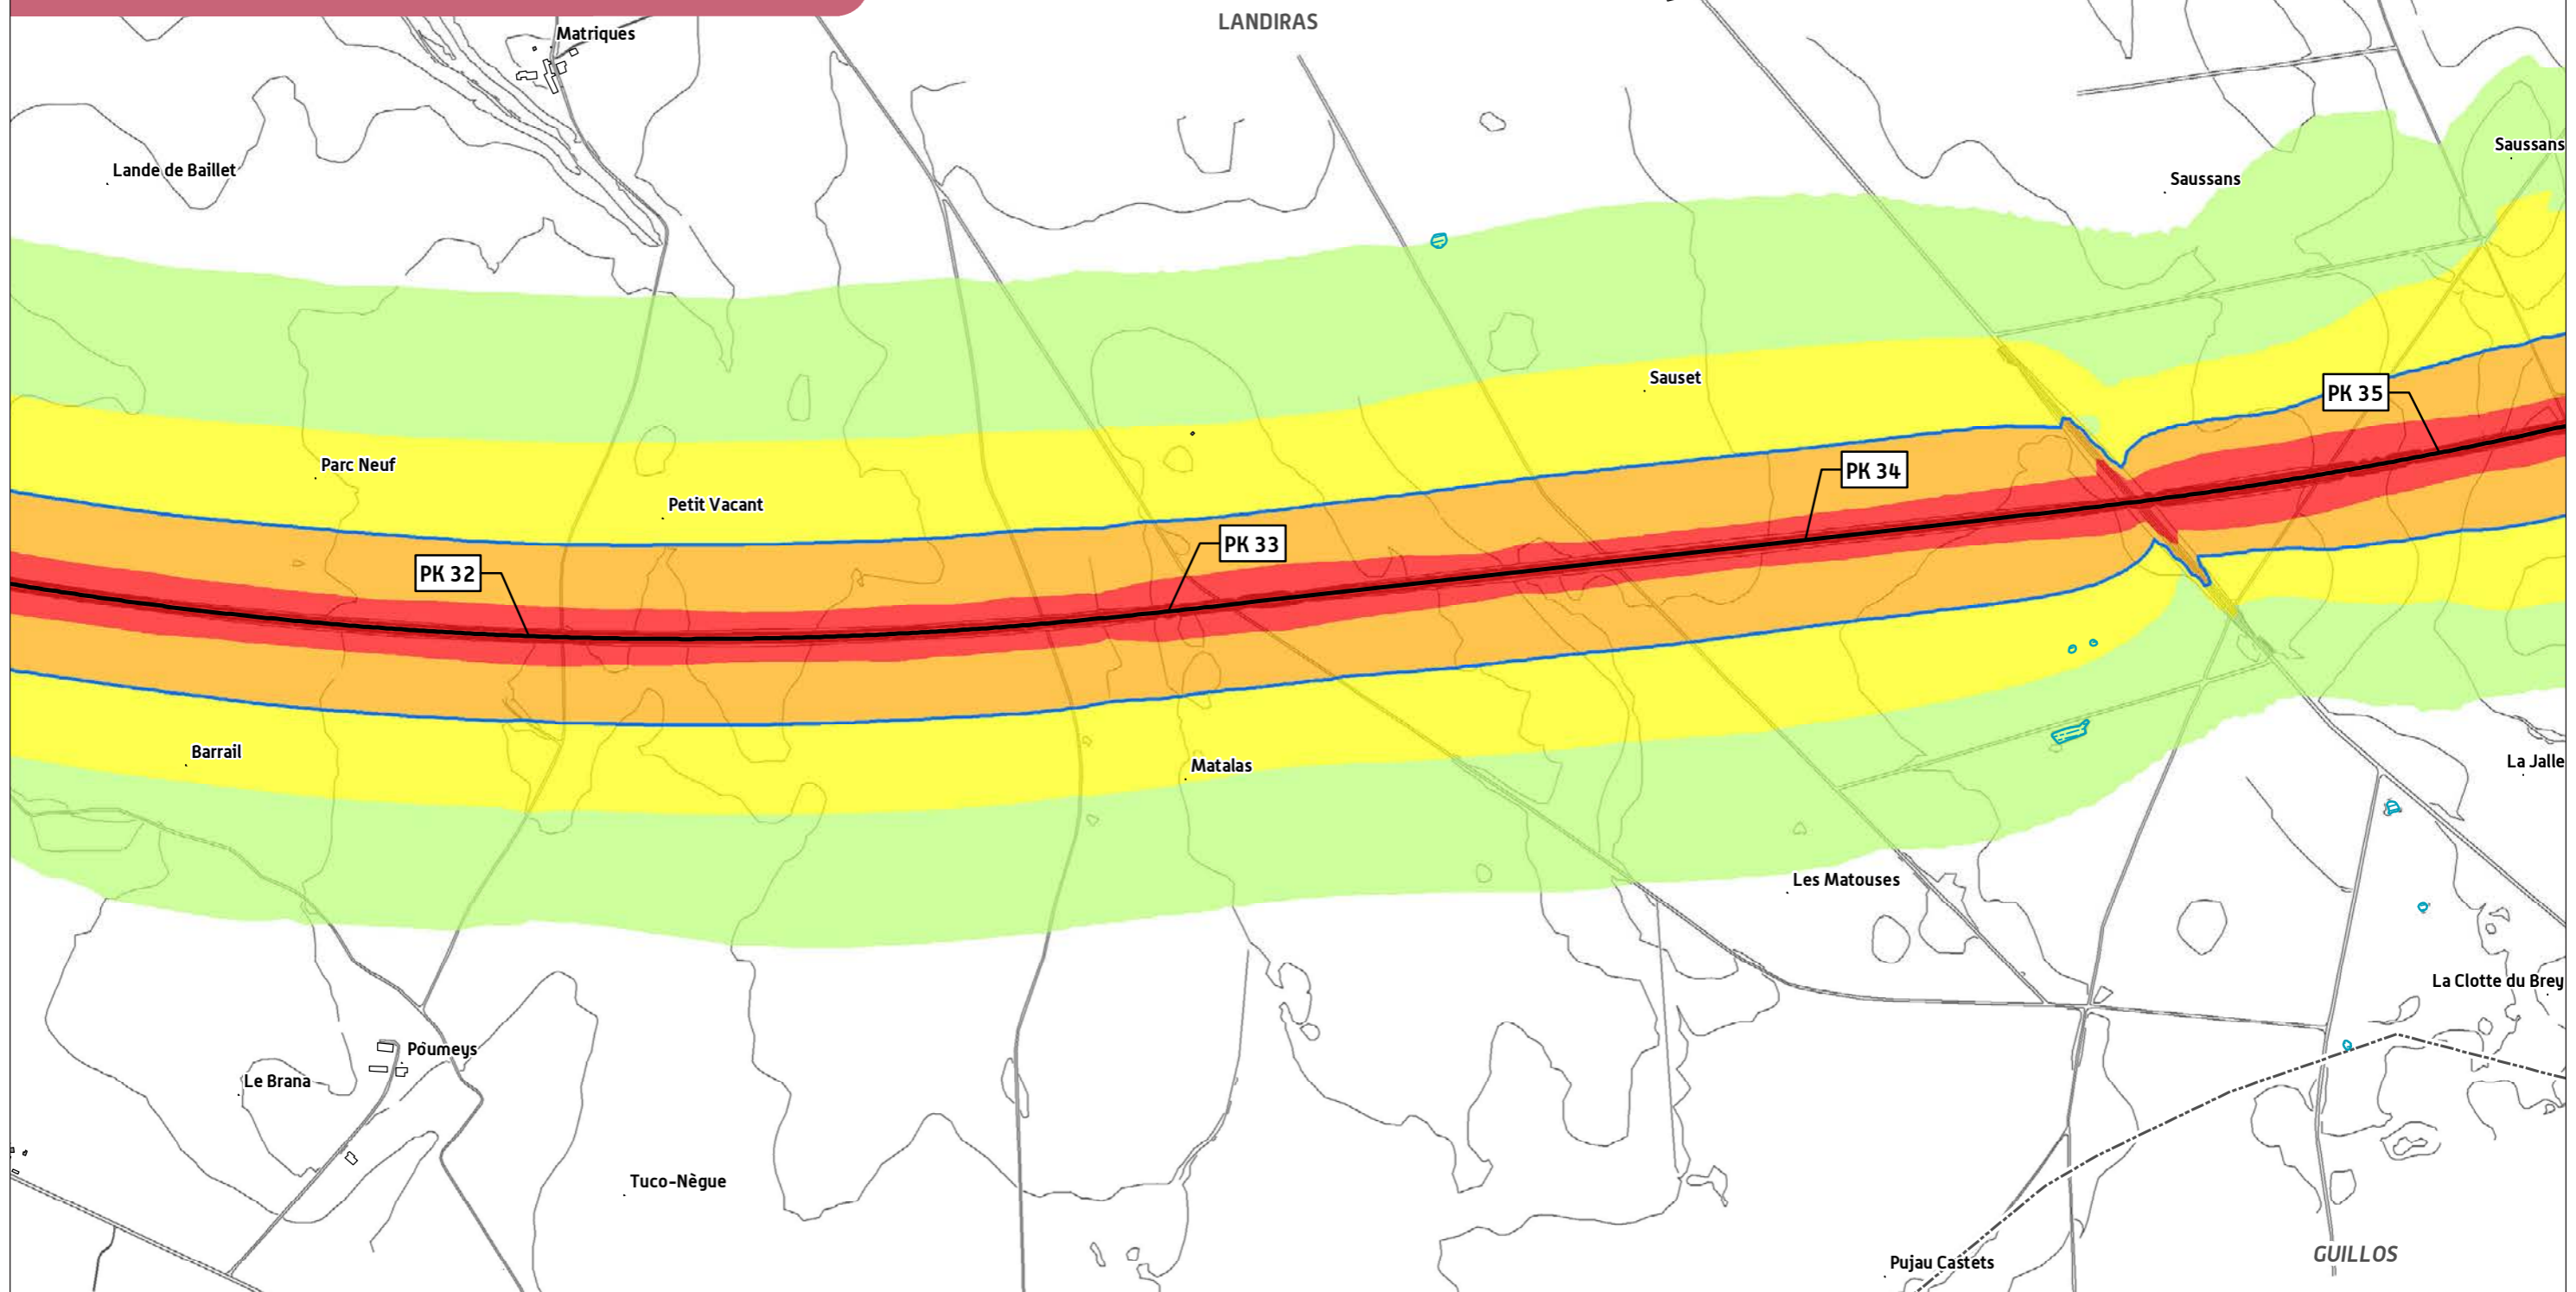 LANDIRAS
Matriques
Saussans
Lande de Baillet
Saussans
Sauset
PK 35
Parc Neuf
PK 34
Petit Vacant
PK 33
PK 32
Barrail
Matalas
La Jalle
Les Matouses
La Clotte du Brey
Poumeys
Le Brana
Tuco-Nègue
GUILLOS
Pujau Castets